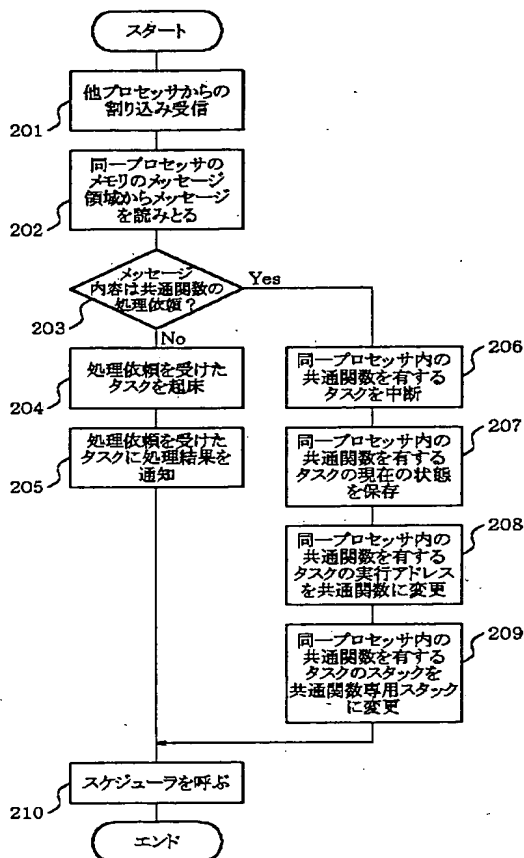 スタート
他プロセッサからの
割り込み受信
201
同一プロセッサの
メモリのメッセージ
領域からメッセージ
を読みとる
202
メッセージ
内容は共通関数の
処理依頼？
203
Yes
No
処理依頼を受けた
タスクを起床
204
処理依頼を受けた
タスクに処理結果を
通知
205
206
同一プロセッサ内の
共通関数を有する
タスクを中断
207
同一プロセッサ内の
共通関数を有する
タスクの現在の状態
を保存
208
同一プロセッサ内の
共通関数を有する
タスクの実行アドレス
を共通関数に変更
209
同一プロセッサ内の
共通関数を有する
タスクのスタックを
共通関数専用スタック
に変更
スケジューラを呼ぶ
210
エンド